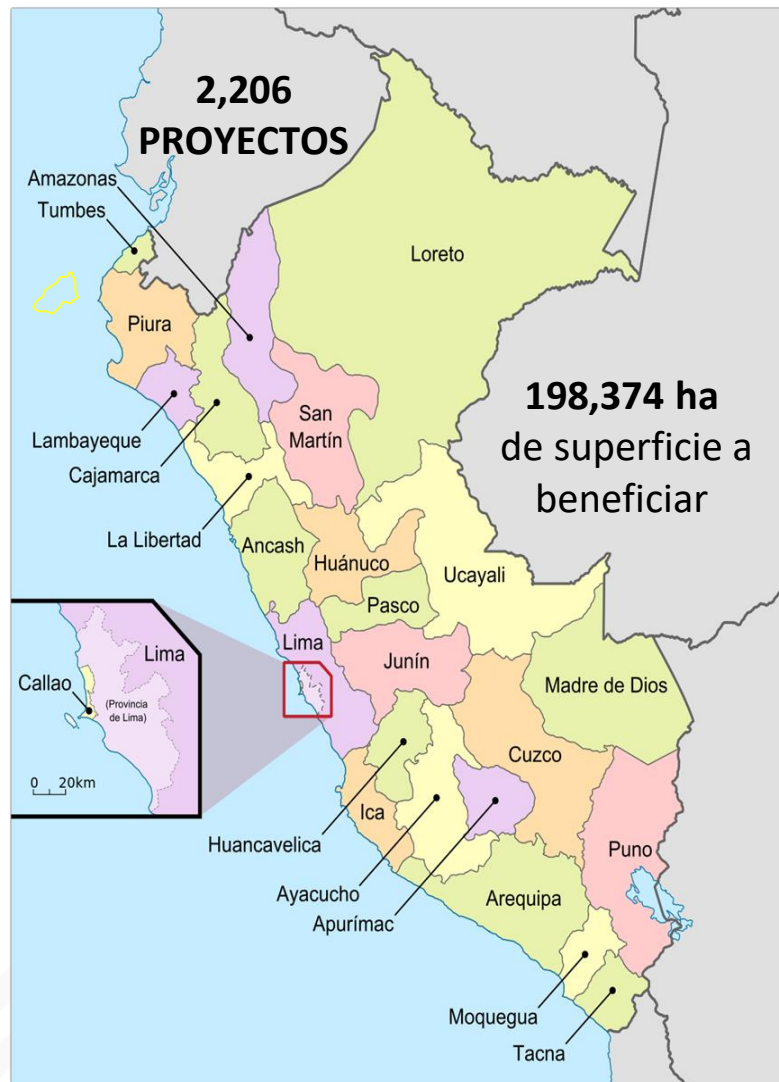 2,206
PROYECTOS
Amazonas
Tumbes
Loreto
Piura
198,374 ha
de superficie a
beneficiar
San
Martín
Lambayeque
Cajamarca
La Libertad
Ancash
Huánuco
Ucayali
Pasco
Lima
Lima
Junín
Callao
(Provincia
de Lima)
Madre de Dios
Cuzco
0 20km
Ica
Huancavelica
Puno
Ayacucho
Arequipa
Apurímac
Moquegua
Tacna